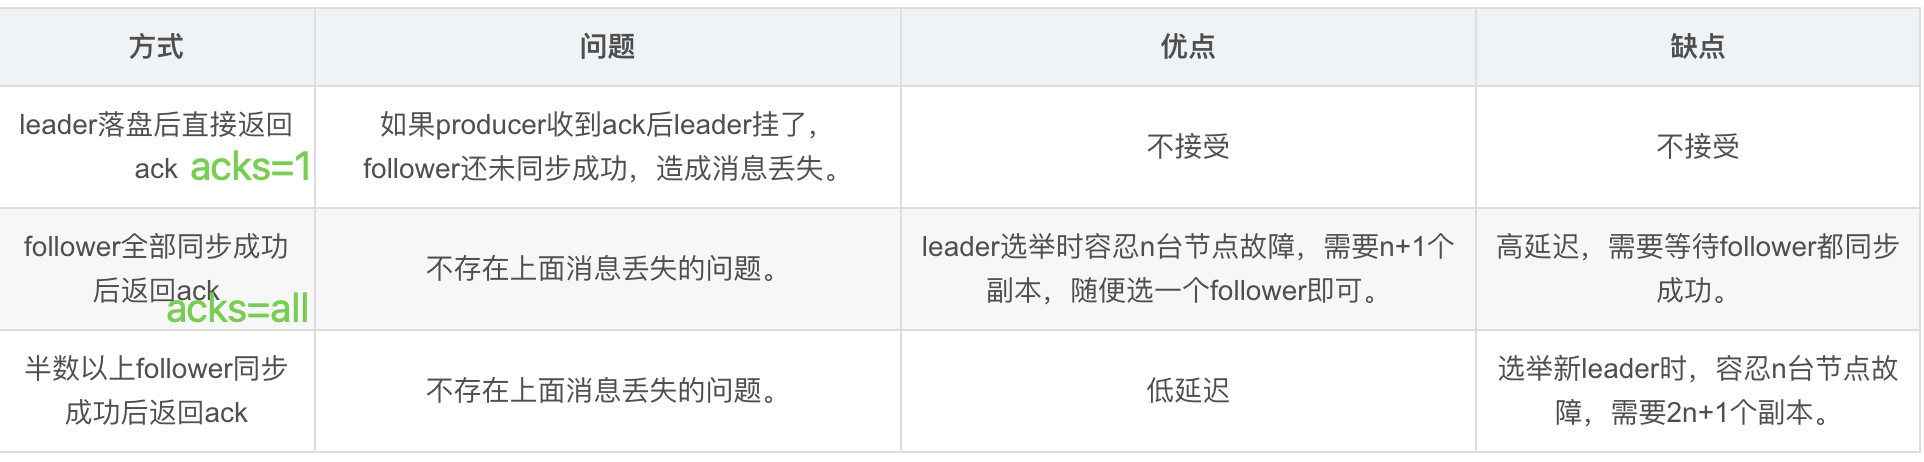 方式
问题
优点
缺点
leader落盘后直接返回
ack
acks=1
如果producer收到ack后leader挂了，
follower还未同步成功，造成消息丢失。
不接受
不接受
follower全部同步成功
后返回ack
acks=all
不存在上面消息丢失的问题。
leader选举时容忍n台节点故障，需要n+1个
副本，随便选一个follower即可。
高延迟，需要等待follower都同步
成功。
半数以上follower同步
成功后返回ack
不存在上面消息丢失的问题。
低延迟
选举新leader时，容忍n台节点故
障，需要2n+1个副本。